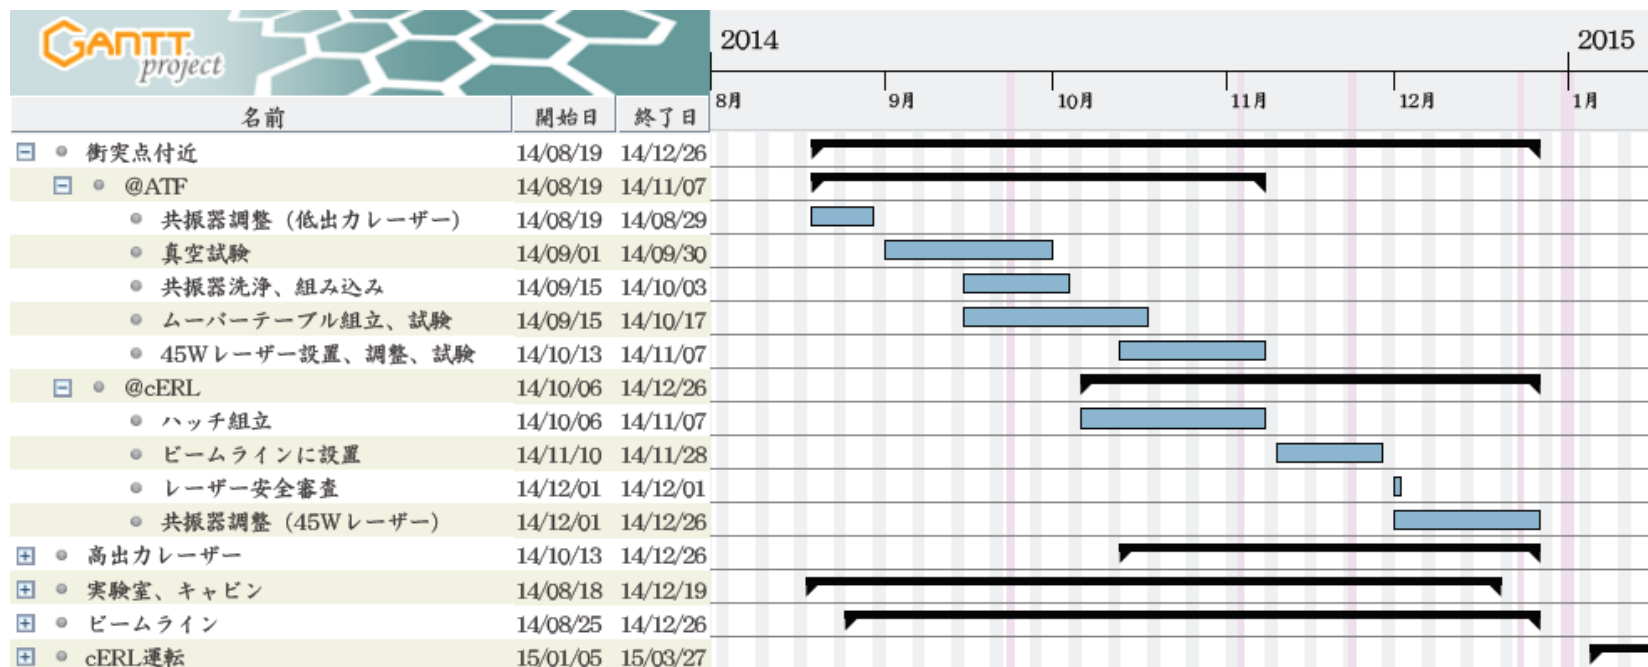 GANTT project
2014 2015
8月 9月 10月 11月 12月 1月
名前 開始日 終了日
衝突点付近 14/08/19 14/12/26
@ATF 14/08/19 14/11/07
共振器調整（低出力レーザー） 14/08/19 14/08/29
真空試験 14/09/01 14/09/30
共振器洗浄、組み込み 14/09/15 14/10/03
ムーバーテーブル組立、試験 14/09/15 14/10/17
45Wレーザー設置、調整、試験 14/10/13 14/11/07
@cERL 14/10/06 14/12/26
ハッチ組立 14/10/06 14/11/07
ビームラインに設置 14/11/10 14/11/28
レーザー安全審査 14/12/01 14/12/01
共振器調整（45Wレーザー） 14/12/01 14/12/26
高出力レーザー 14/10/13 14/12/26
実験室、キャビン 14/08/18 14/12/19
ビームライン 14/08/25 14/12/26
cERL運転 15/01/05 15/03/27